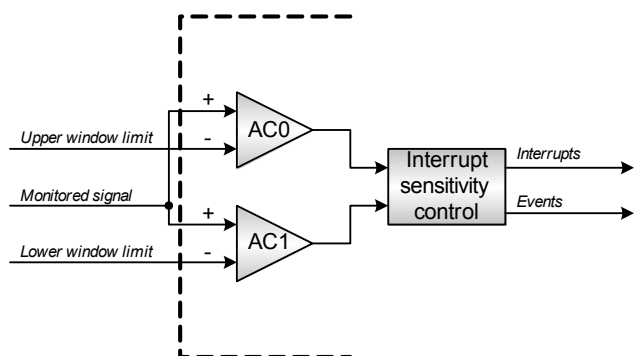 +
AC0
Upper window limit
-
Interrupt
sensitivity
control
Interrupts
Monitored signal
Events
+
AC1
Lower window limit
-